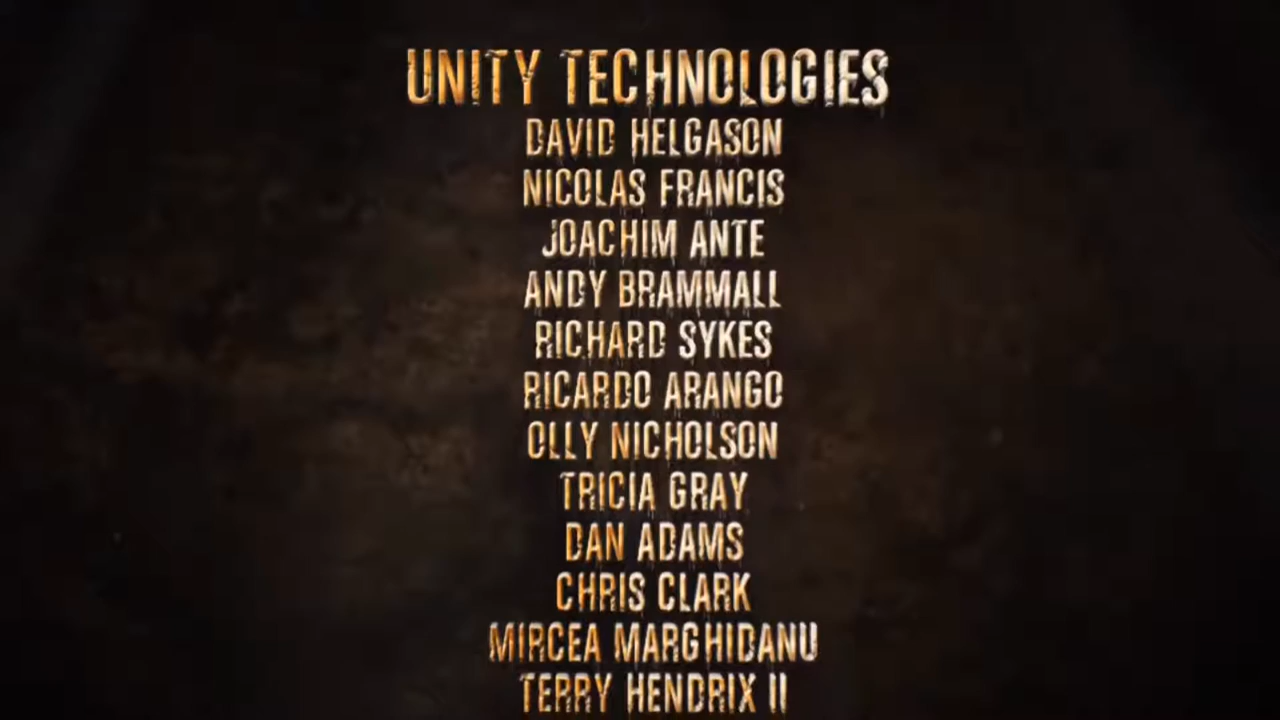 UNITY TECHNOLOGIES
DAVID HELGASON
NICOLAS FRANCIS
JOACHIM ANTE
ANDY BRAMMALL
RICHARD SYKES
RICARDO ARANGO
OLLY NICHOLSON
TRICIA GRAY
DAN ADAMS
CHRIS CLARK
MIRCEA MARGHIDANU
TERRY HENDRIX II